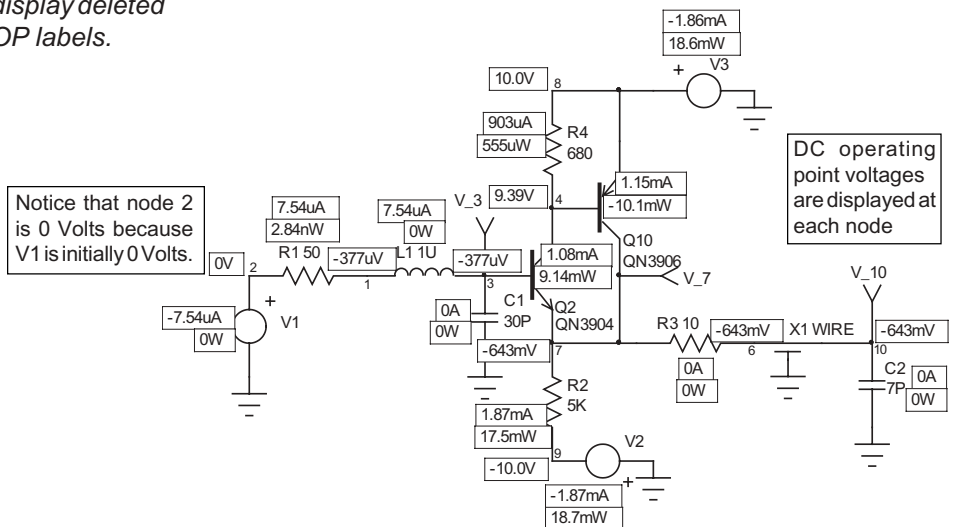 display deleted
OP labels.
-1.86mA
18.6mW
+
V3
10.0V
8
903uA
555uW
R4
680
DC operating
point voltages
are displayed at
each node
Notice that node 2
is 0 Volts because
V1 is initially 0 Volts.
7.54uA
2.84nW
R1 50
7.54uA
0W
L1 1U
V_3
9.39V
4
1.15mA
-10.1mW
Q10
QN3906
0V
2
-377uV
1
-377uV
3
1.08mA
9.14mW
V_7
V_10
+
-7.54uA
0W
V1
0A
0W
C1
30P
Q2
QN3904
-643mV
7
R3 10
0A
0W
-643mV
6
X1 WIRE
-643mV
10
C2
7P
0A
0W
R2
5K
1.87mA
17.5mW
9
-10.0V
V2
+
-1.87mA
18.7mW